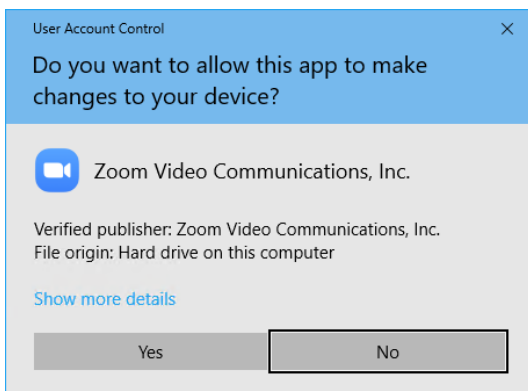 User Account Control
Do you want to allow this app to make
changes to your device?
Zoom Video Communications, Inc.
Verified publisher: Zoom Video Communications, Inc.
File origin: Hard drive on this computer
Show more details
Yes
No